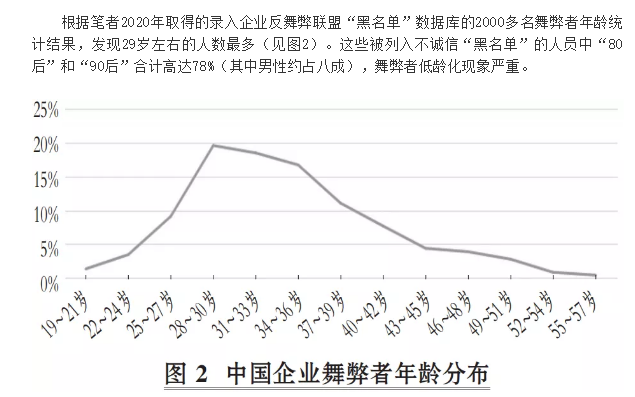 根据笔者2020年取得的录入企业反舞弊联盟“黑名单”数据库的2000多名舞弊者年龄统
计结果，发现29岁左右的人数最多（见图2）。这些被列入不诚信“黑名单”的人员中“80
后”和“90后”合计高达78%（其中男性约占八成），舞弊者低龄化现象严重。
25%
20%
15%
10%
5%
0%
19~21岁
22~24岁
25~27岁
28~30岁
31~33岁
34~36岁
37~39岁
40~42岁
43~45岁
46~48岁
49~51岁
52~54岁
55~57岁
图 2 中国企业舞弊者年龄分布